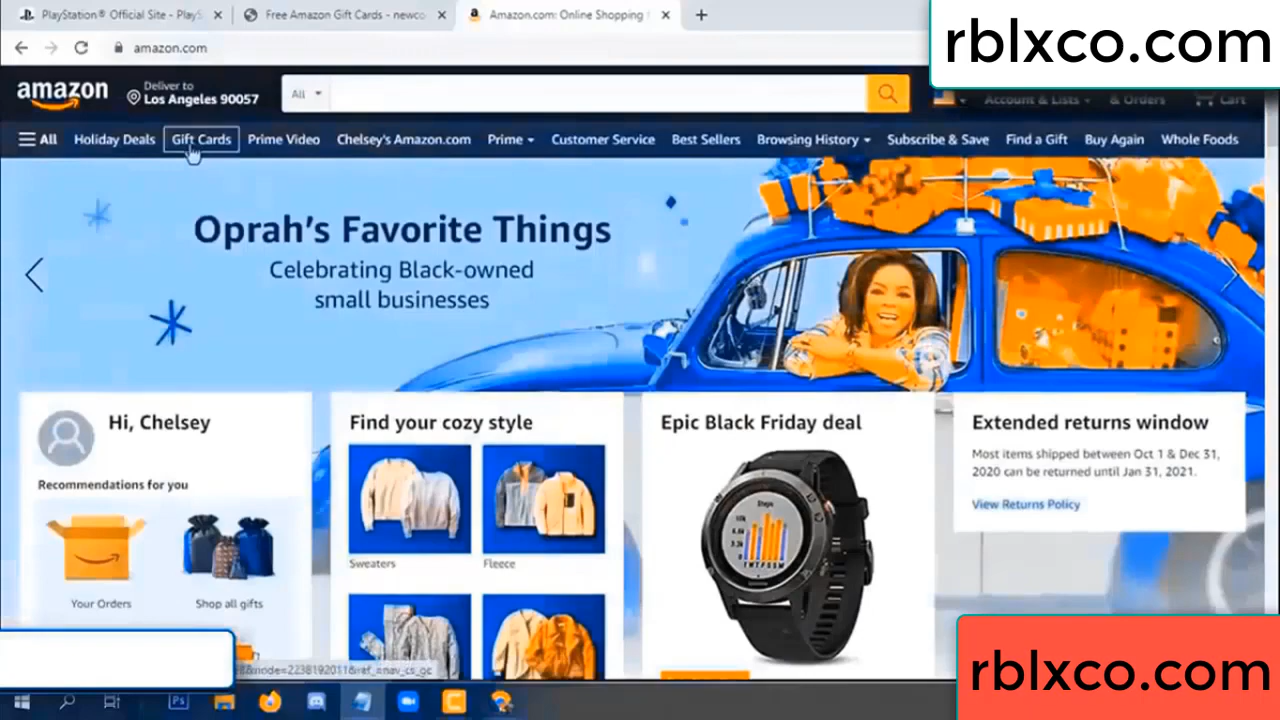 PlayStation® Official Site - PlayS
Free Amazon Gift Cards - newco
Amazon.com: Online Shopping f
rblxco.com
amazon.com
amazon
Deliver to
Los Angeles 90057
All
Account & Lists
& Orders
Cart
All
Holiday Deals
Gift Cards
Prime Video
Chelsey's Amazon.com
Prime
Customer Service
Best Sellers
Browsing History
Subscribe & Save
Find a Gift
Buy Again
Whole Foods
Oprah's Favorite Things
Celebrating Black-owned
small businesses
Hi, Chelsey
Recommendations for you
Your Orders
Shop all gifts
Find your cozy style
Sweaters
Fleece
Epic Black Friday deal
Steps
Extended returns window
Most items shipped between Oct 1 & Dec 31,
2020 can be returned until Jan 31, 2021.
View Returns Policy
Ps
rblxco.com